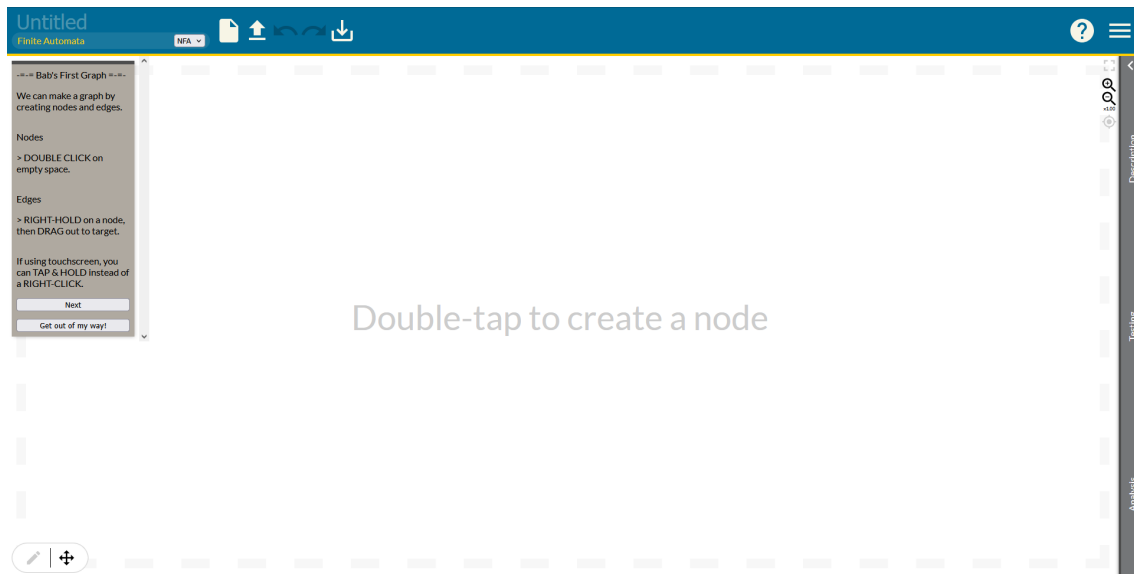 Untitled
Finite Automata
NFA
-=-= Bab's First Graph =-=-
We can make a graph by
creating nodes and edges.
Nodes
> DOUBLE CLICK on
empty space.
Edges
> RIGHT-HOLD on a node,
then DRAG out to target.
If using touchscreen, you
can TAP & HOLD instead of
a RIGHT-CLICK.
Next
Get out of my way!
Double-tap to create a node
x1.00
Description
Testing
Analysis